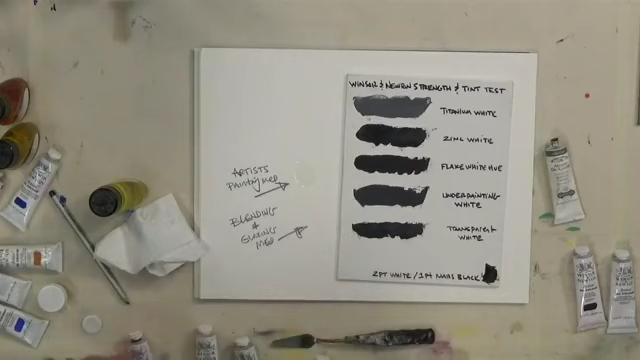 WINSOR & NEWTON STRENGTH & TINT TEST
TITANIUM WHITE
ZINC WHITE
FLAKE WHITE HUE
UNDERPAINTING
WHITE
TRANSPARENT
WHITE
2PT WHITE / 1PT MARS BLACK
ARTISTS
Painting Med
BLENDING
&
GLAZING
MED